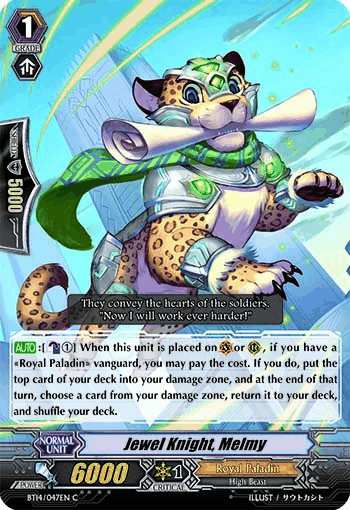 1
GRADE
SHIELD
5000
They convey the hearts of the soldiers.
"Now I will work ever harder!"
AUTO:[①] When this unit is placed on or , if you have a
«Royal Paladin» vanguard, you may pay the cost. If you do, put the
top card of your deck into your damage zone, and at the end of that
turn, choose a card from your damage zone, return it to your deck,
and shuffle your deck.
NORMAL UNIT
Jewel Knight, Melmy
POWER
6000
1
CRITICAL
Royal Paladin
High Beast
BT14/047EN C
ILLUST / サウトカシト